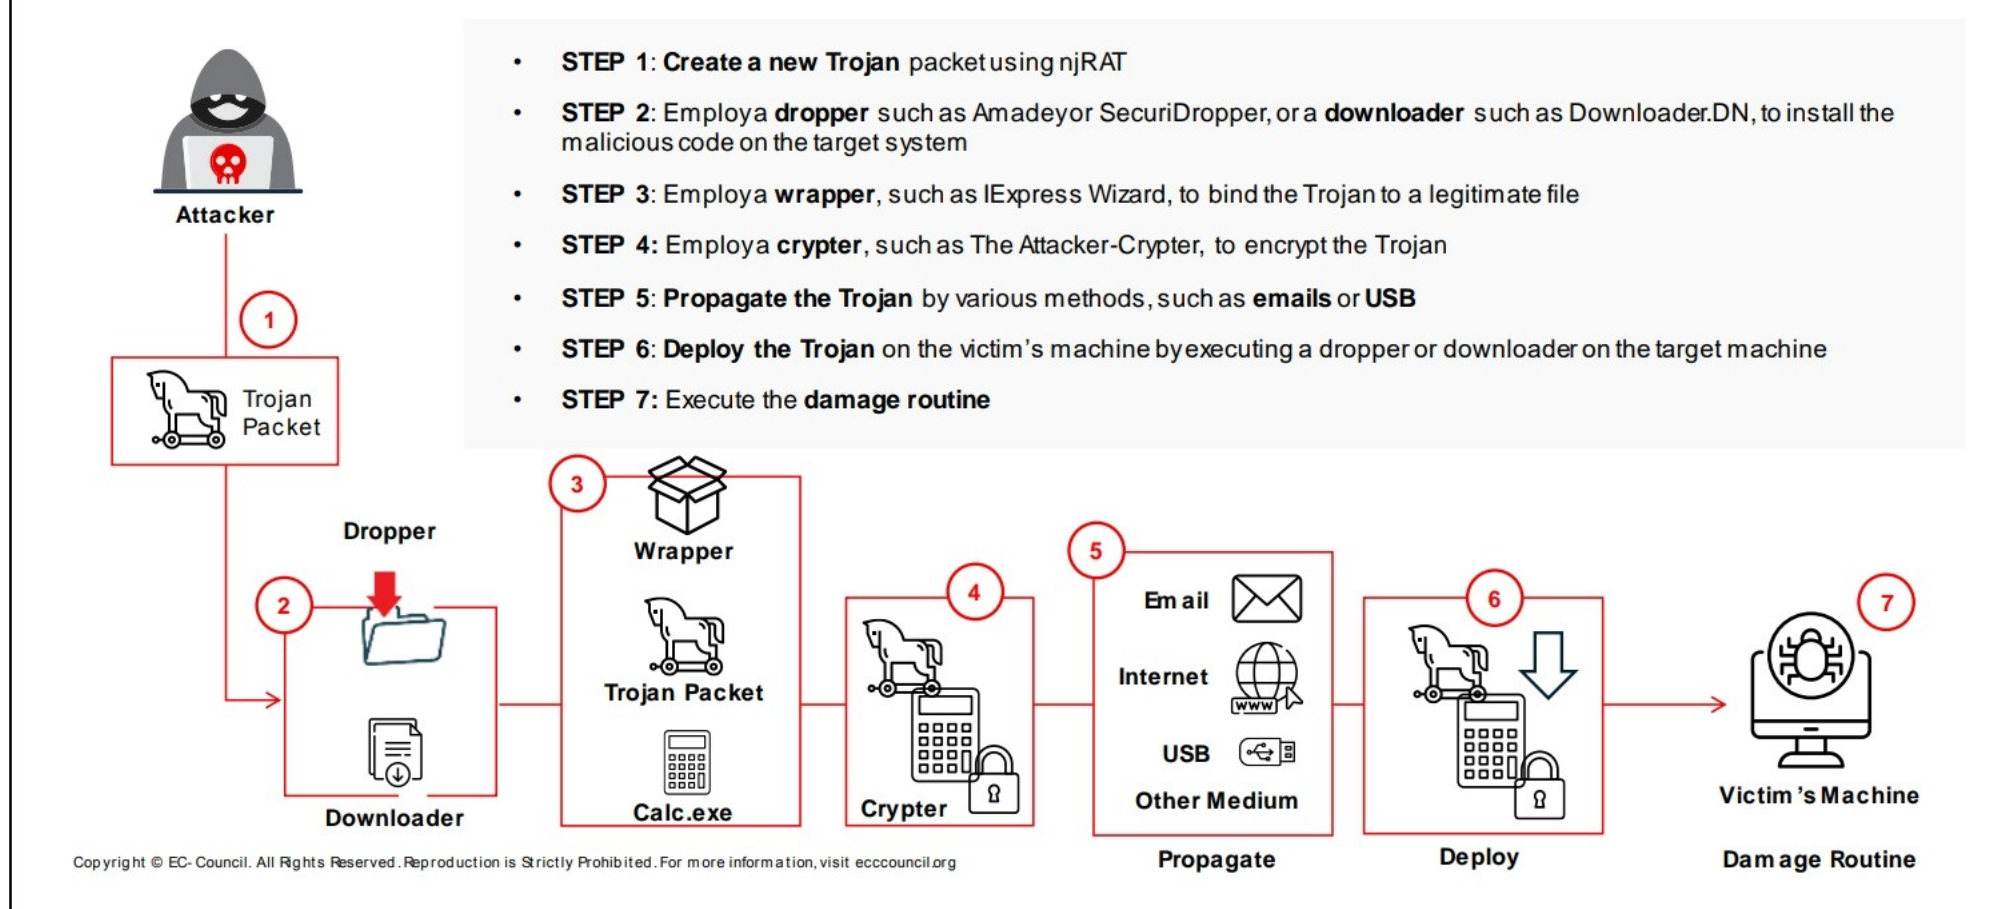 • STEP 1: Create a new Trojan packet using njRAT
• STEP 2: Employ a dropper such as Amadey or SecuriDropper, or a downloader such as Downloader.DN, to install the
malicious code on the target system
• STEP 3: Employ a wrapper, such as IExpress Wizard, to bind the Trojan to a legitimate file
• STEP 4: Employ a crypter, such as The Attacker-Crypter, to encrypt the Trojan
• STEP 5: Propagate the Trojan by various methods, such as emails or USB
• STEP 6: Deploy the Trojan on the victim's machine by executing a dropper or downloader on the target machine
• STEP 7: Execute the damage routine
Attacker
1
Trojan
Packet
2
Dropper
Downloader
3
Wrapper
Trojan Packet
Calc.exe
4
Crypter
5
Email
Internet
www
USB
Other Medium
Propagate
6
Deploy
7
Victim's Machine
Damage Routine
Copyright © EC-Council. All Rights Reserved. Reproduction is Strictly Prohibited. For more information, visit ecccouncil.org